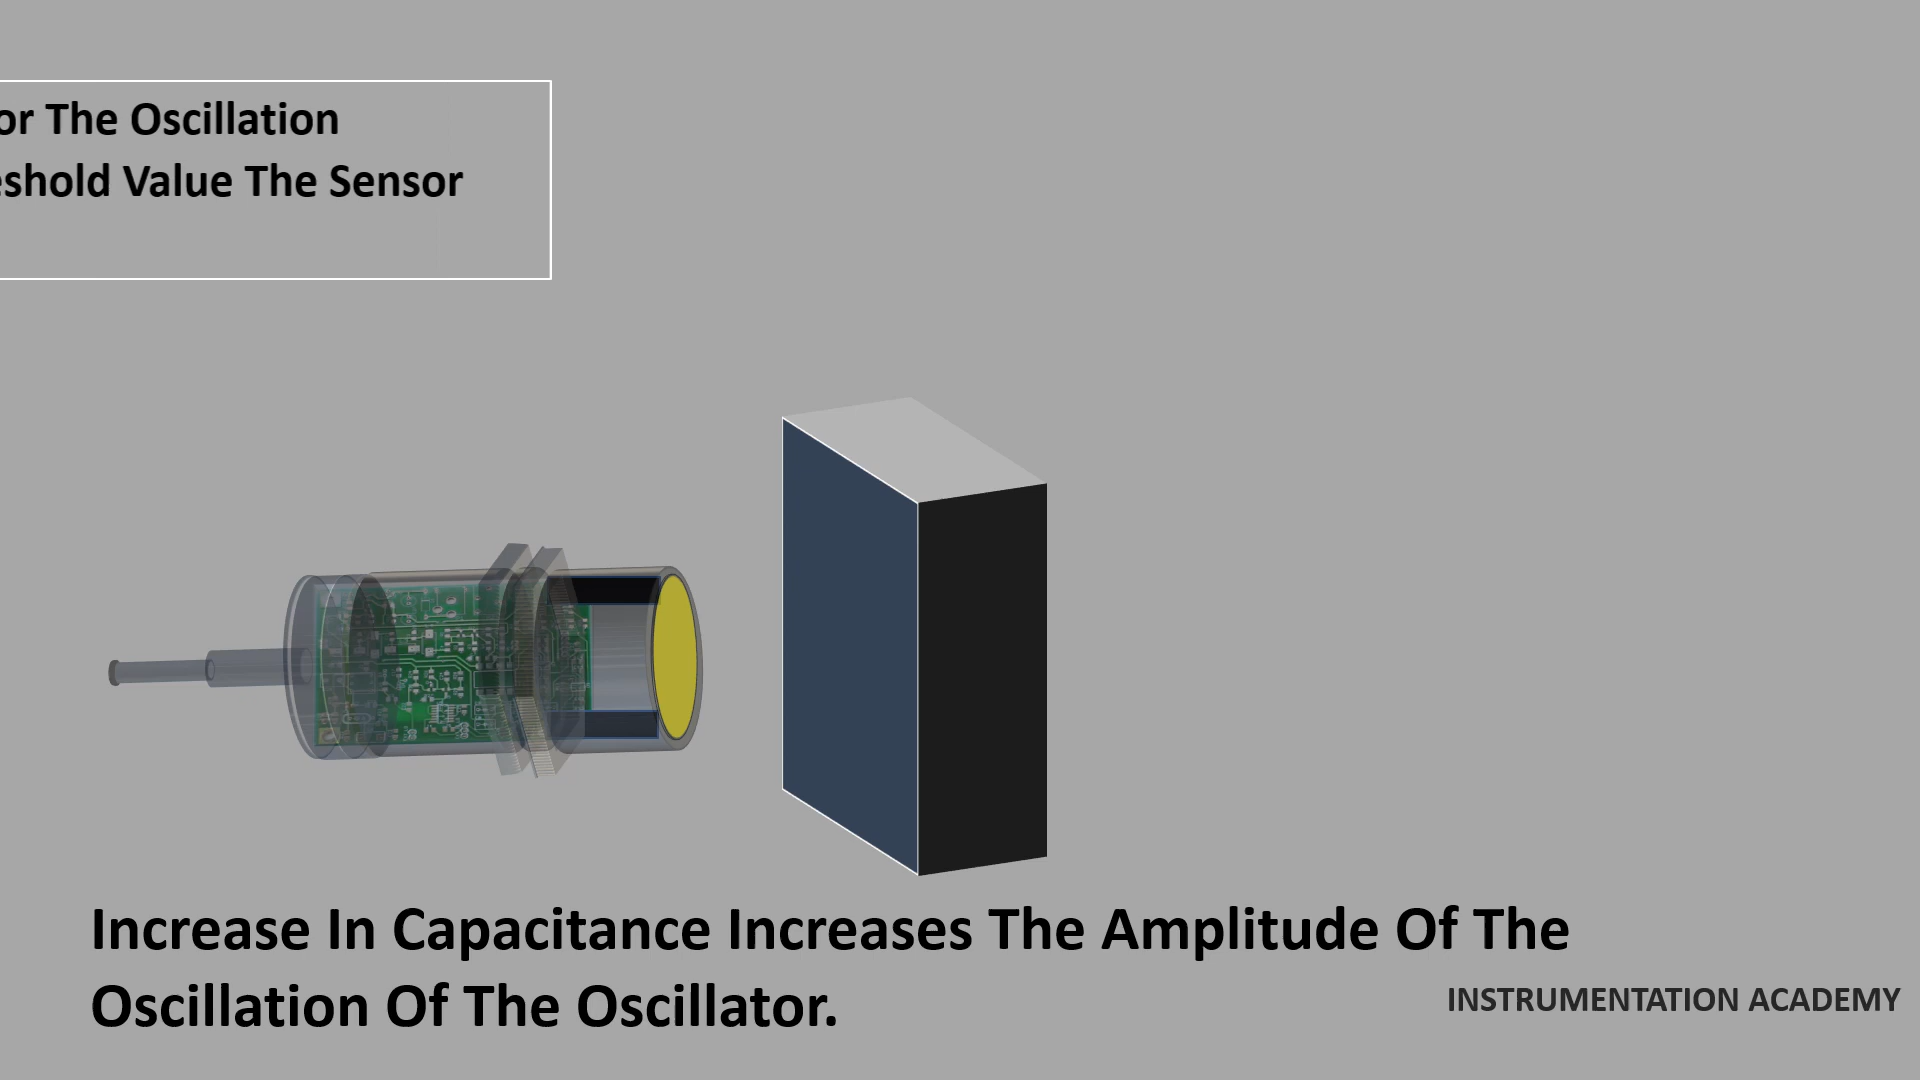 or The Oscillation
eshold Value The Sensor
Increase In Capacitance Increases The Amplitude Of The
Oscillation Of The Oscillator.
INSTRUMENTATION ACADEMY